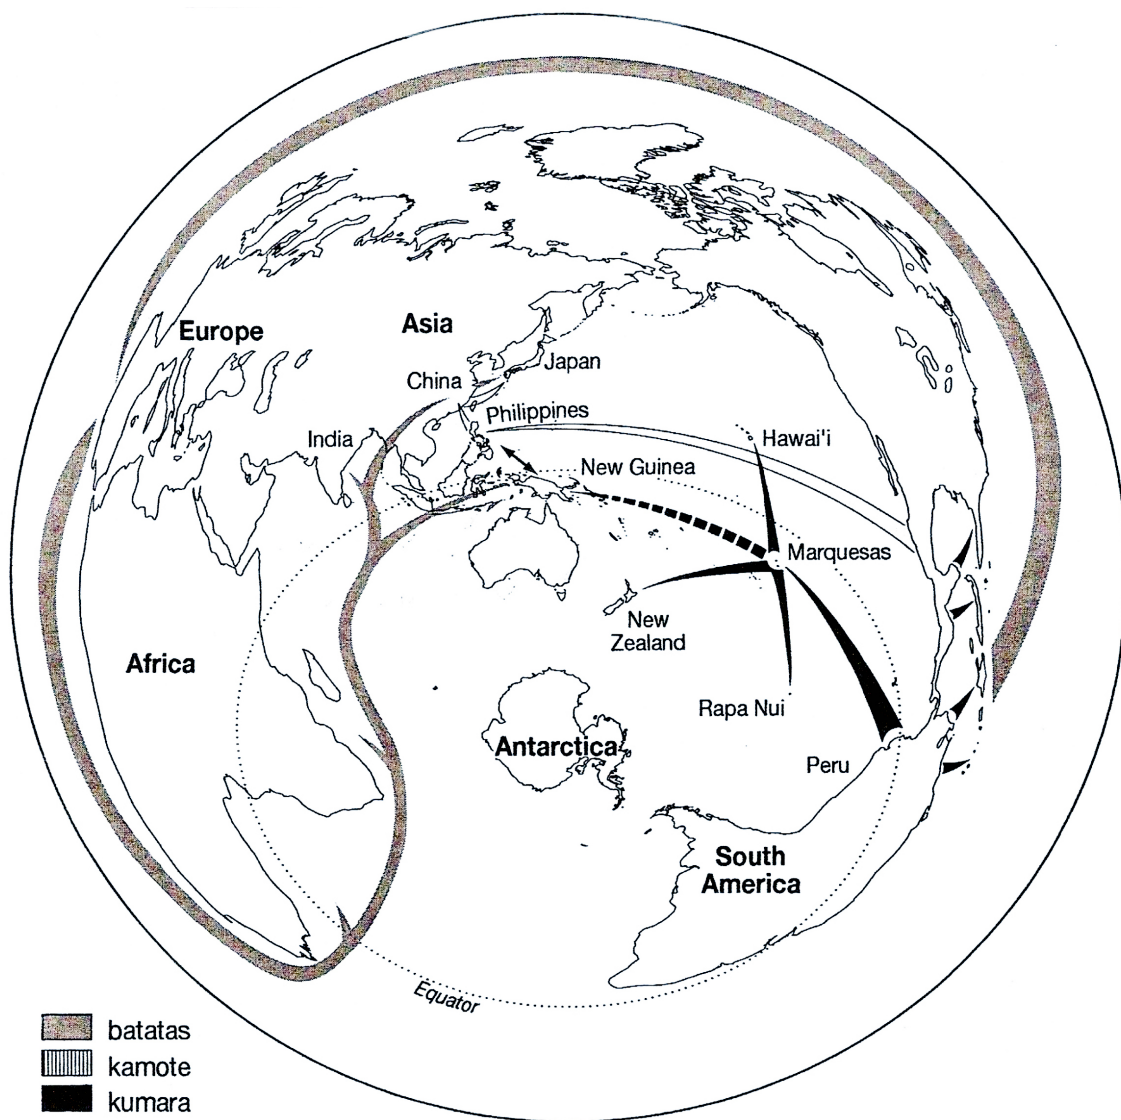 Europe
Asia
Japan
China
Philippines
India
Hawai'i
New Guinea
Marquesas
New
Zealand
Africa
Rapa Nui
Antarctica
Peru
South
America
Equator
batatas
kamote
kumara